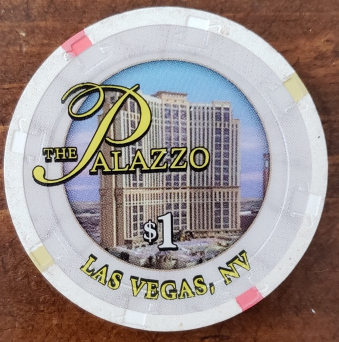 THE PALAZZO
$1
LAS VEGAS, NV